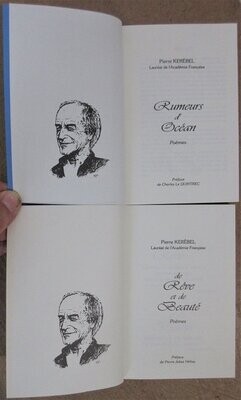 Pierre KERÉBEL
Lauréat de l'Académie Française
Rumeurs
d'
Océan
Poèmes
Préface
de Charles Le QUINTREC
Pierre KERÉBEL
Lauréat de l'Académie Française
de
Rêve
et de
Beauté
Poèmes
Préface
de Pierre Jakez Hélias